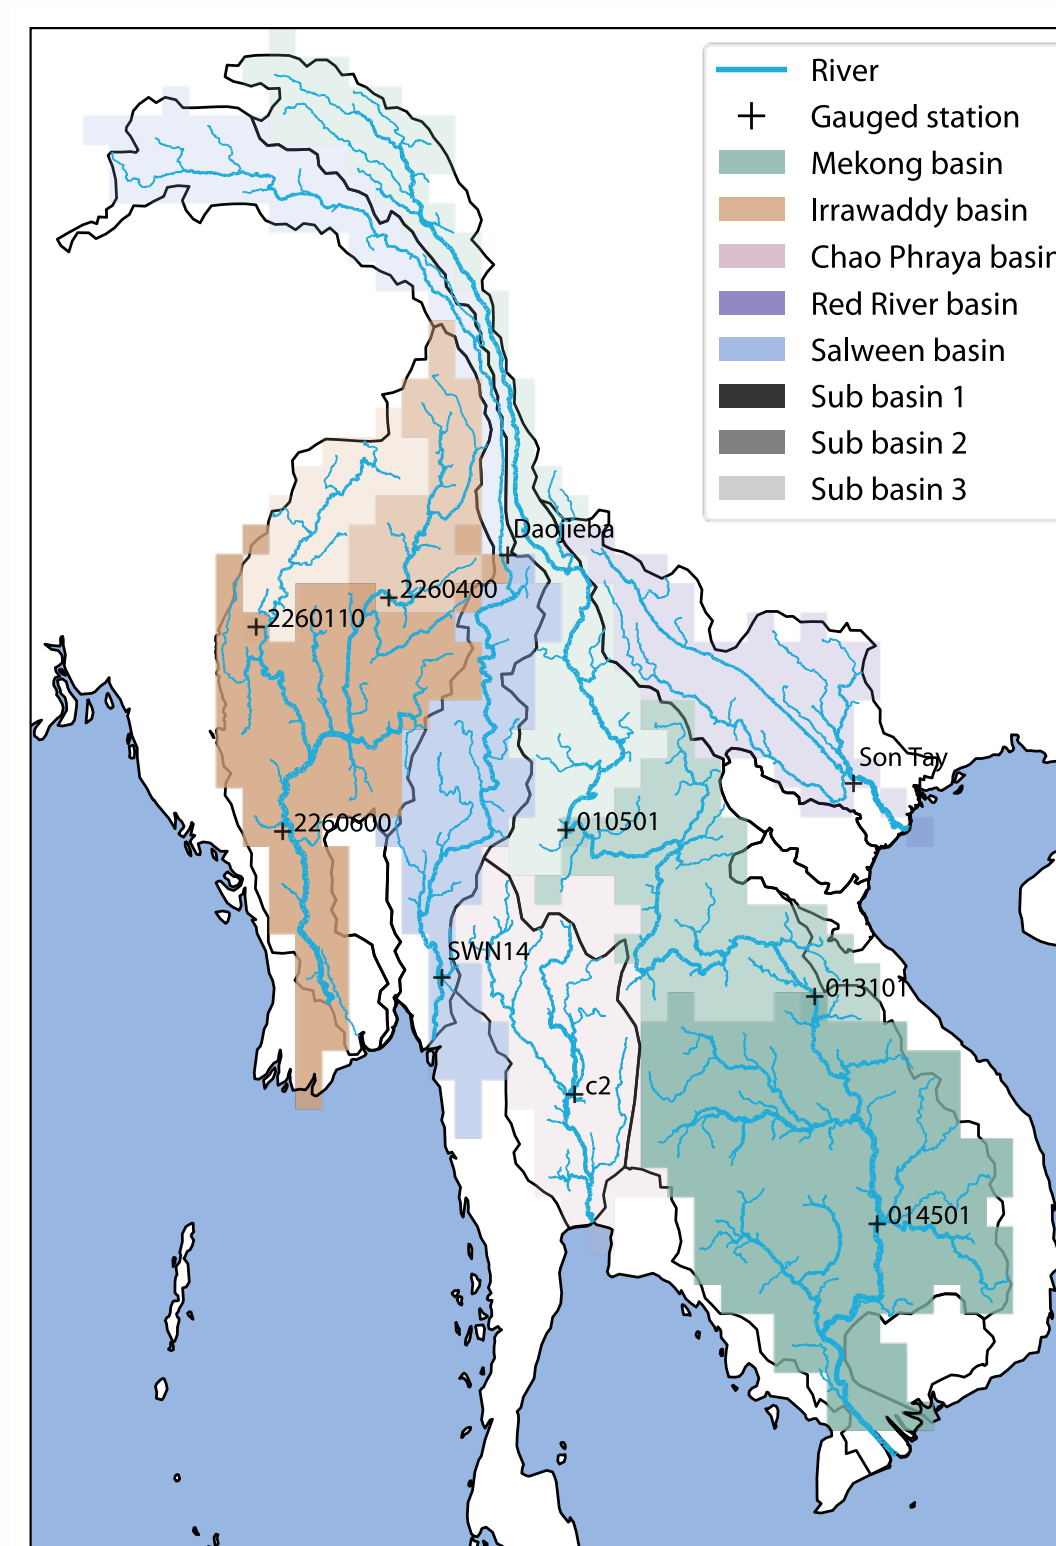 River
Gauged station
Mekong basin
Irrawaddy basin
Chao Phraya basin
Red River basin
Salween basin
Sub basin 1
Sub basin 2
Sub basin 3
Daojieba
2260400
2260110
Son Tay
2260600
010501
SWN14
013101
c2
014501